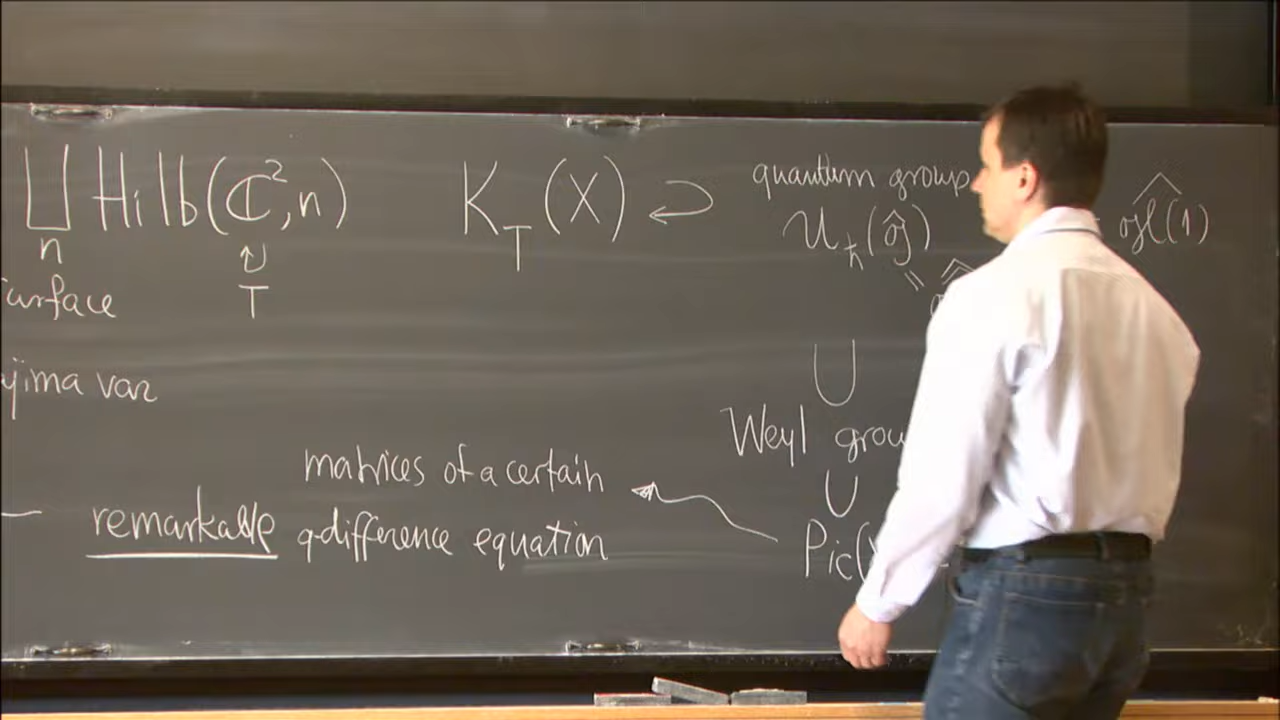 ⊔ Hilb(ℂ²,n)
n
↻
T
urface
jima var
K_T(X) ↩
quantum group
U_ħ(ĝ)
=
gl(1)
∪
Weyl grou
∪
Pic(
matrices of a certain
remarkable q-difference equation